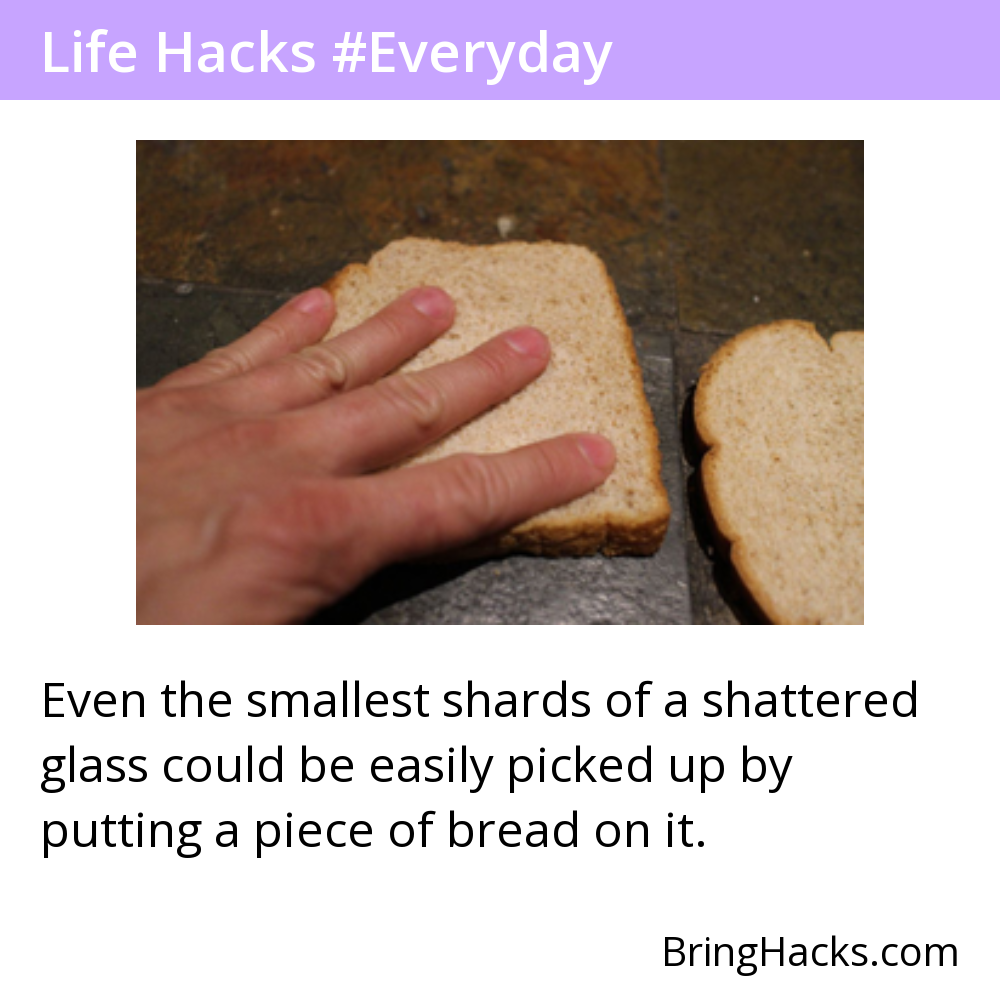 Life Hacks #Everyday
Even the smallest shards of a shattered
glass could be easily picked up by
putting a piece of bread on it.
BringHacks.com